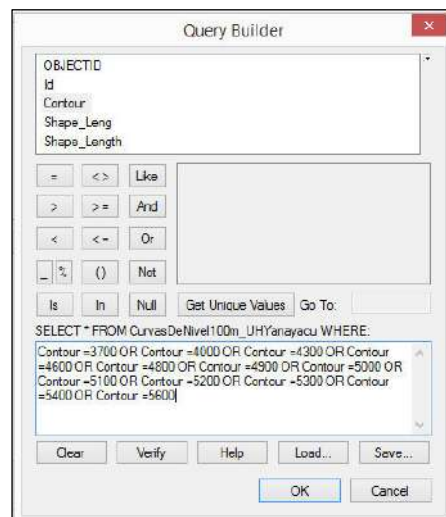 Query Builder
OBJECTID
Id
Contour
Shape_Leng
Shape_Length
= <> Like
> >= And
< <= Or
_ % () Not
Is In Null Get Unique Values Go To:
SELECT * FROM CurvasDeNivel100m_UHYanayacu WHERE:
Contour =3700 OR Contour =4000 OR Contour =4300 OR Contour
=4600 OR Contour =4800 OR Contour =4900 OR Contour =5000 OR
Contour =5100 OR Contour =5200 OR Contour =5300 OR Contour
=5400 OR Contour =5600
Clear Verify Help Load... Save...
OK Cancel